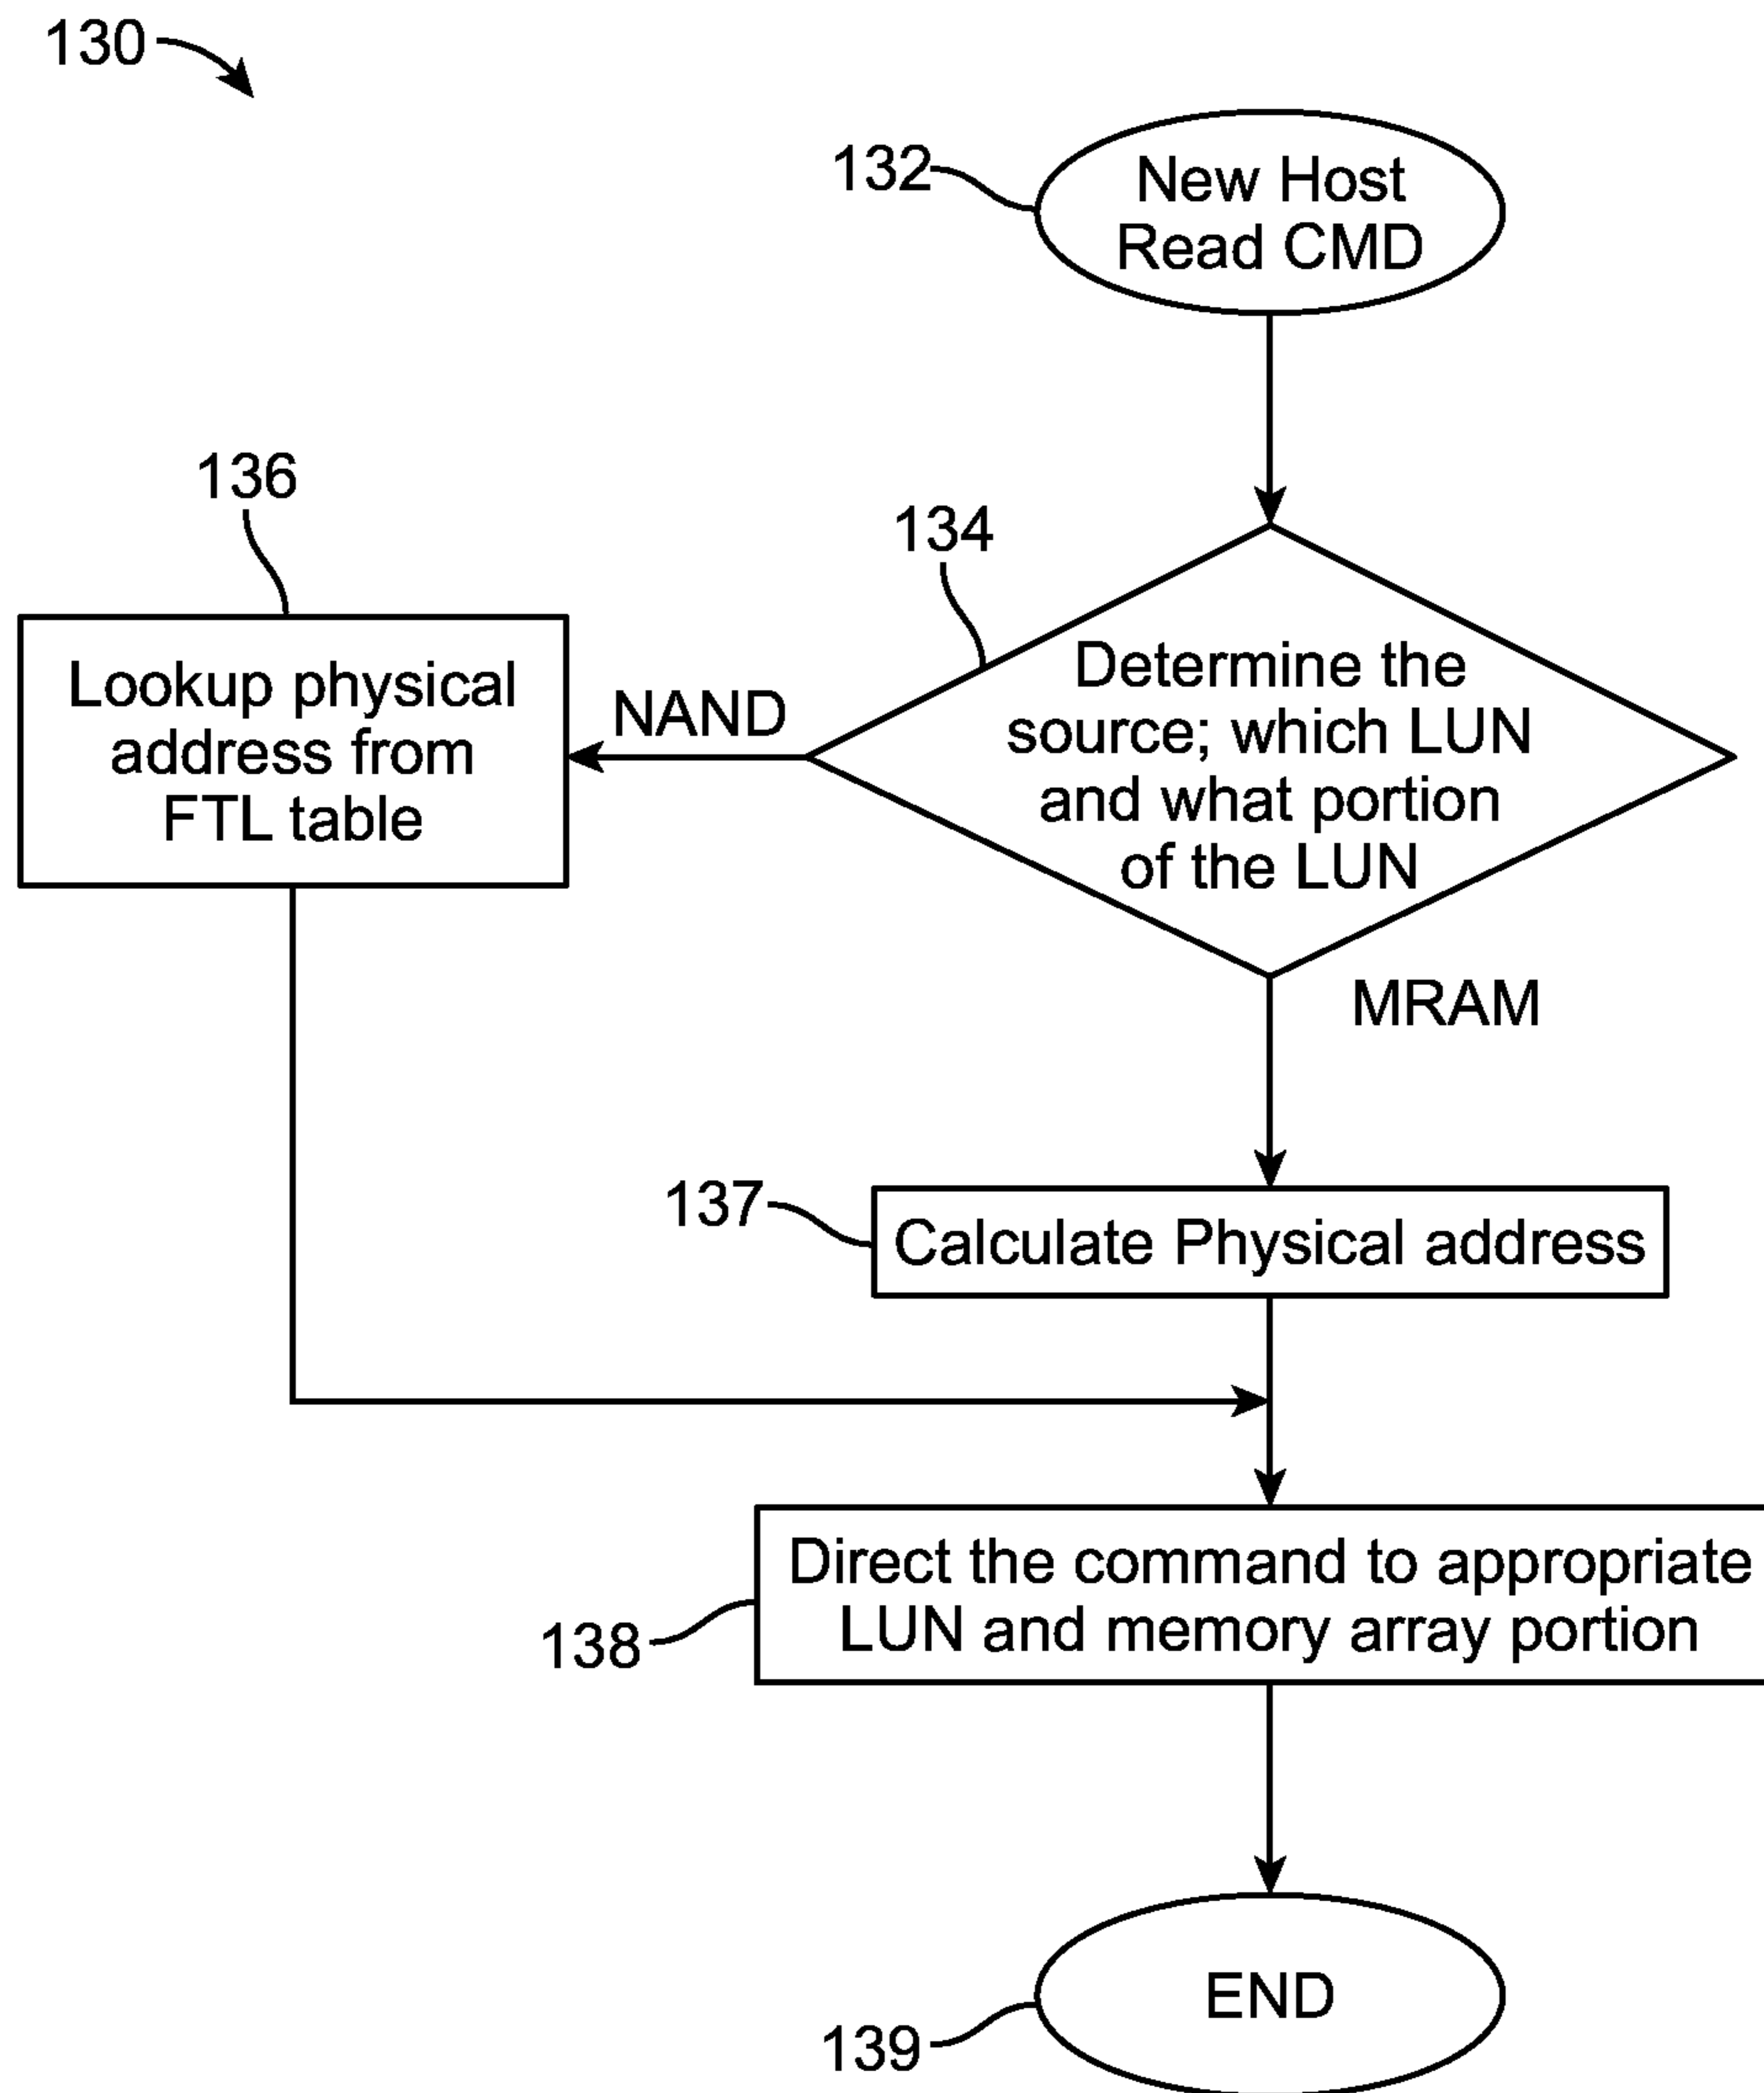 130
132
New Host
Read CMD
136
134
Lookup physical
address from
FTL table
NAND
Determine the
source; which LUN
and what portion
of the LUN
MRAM
137
Calculate Physical address
Direct the command to appropriate
LUN and memory array portion
138
END
139